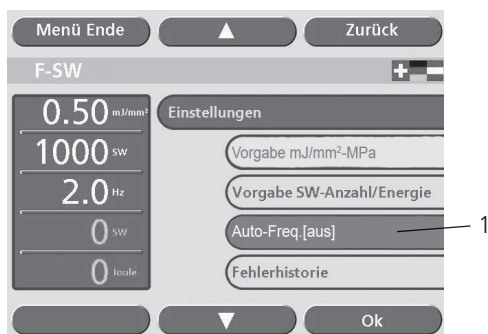 Menü Ende
Zurück
F-SW
0.50 mJ/mm²
1000 SW
2.0 Hz
0 SW
0 Joule
Einstellungen
Vorgabe mJ/mm²-MPa
Vorgabe SW-Anzahl/Energie
Auto-Freq.[aus]
1
Fehlerhistorie
Ok